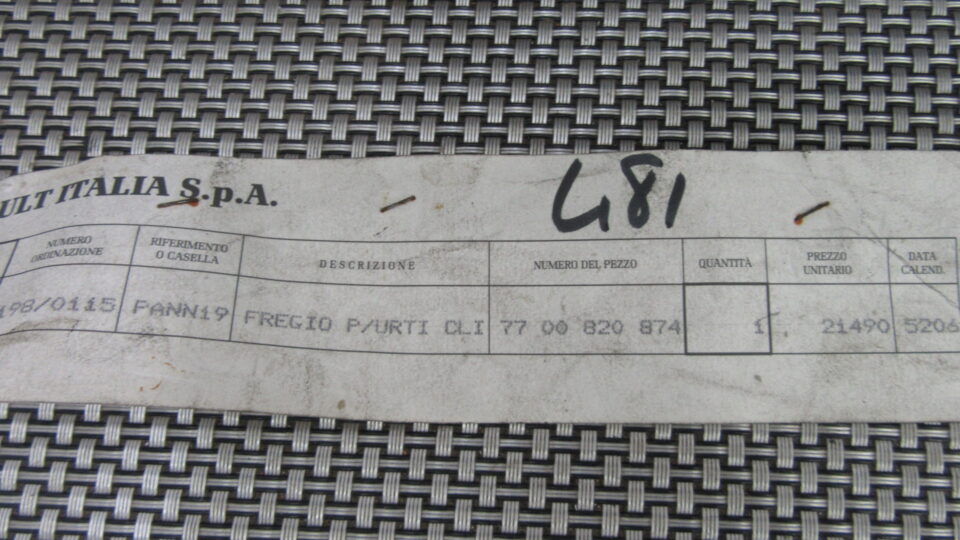 ULT ITALIA S.p.A.
481
NUMERO ORDINAZIONE
RIFERIMENTO O CASELLA
DESCRIZIONE
NUMERO DEL PEZZO
QUANTITÀ
PREZZO UNITARIO
DATA CALEND.
198/0115 PANN19 FREGIO P/URTI CLI 77 00 820 874 1 21490 5206